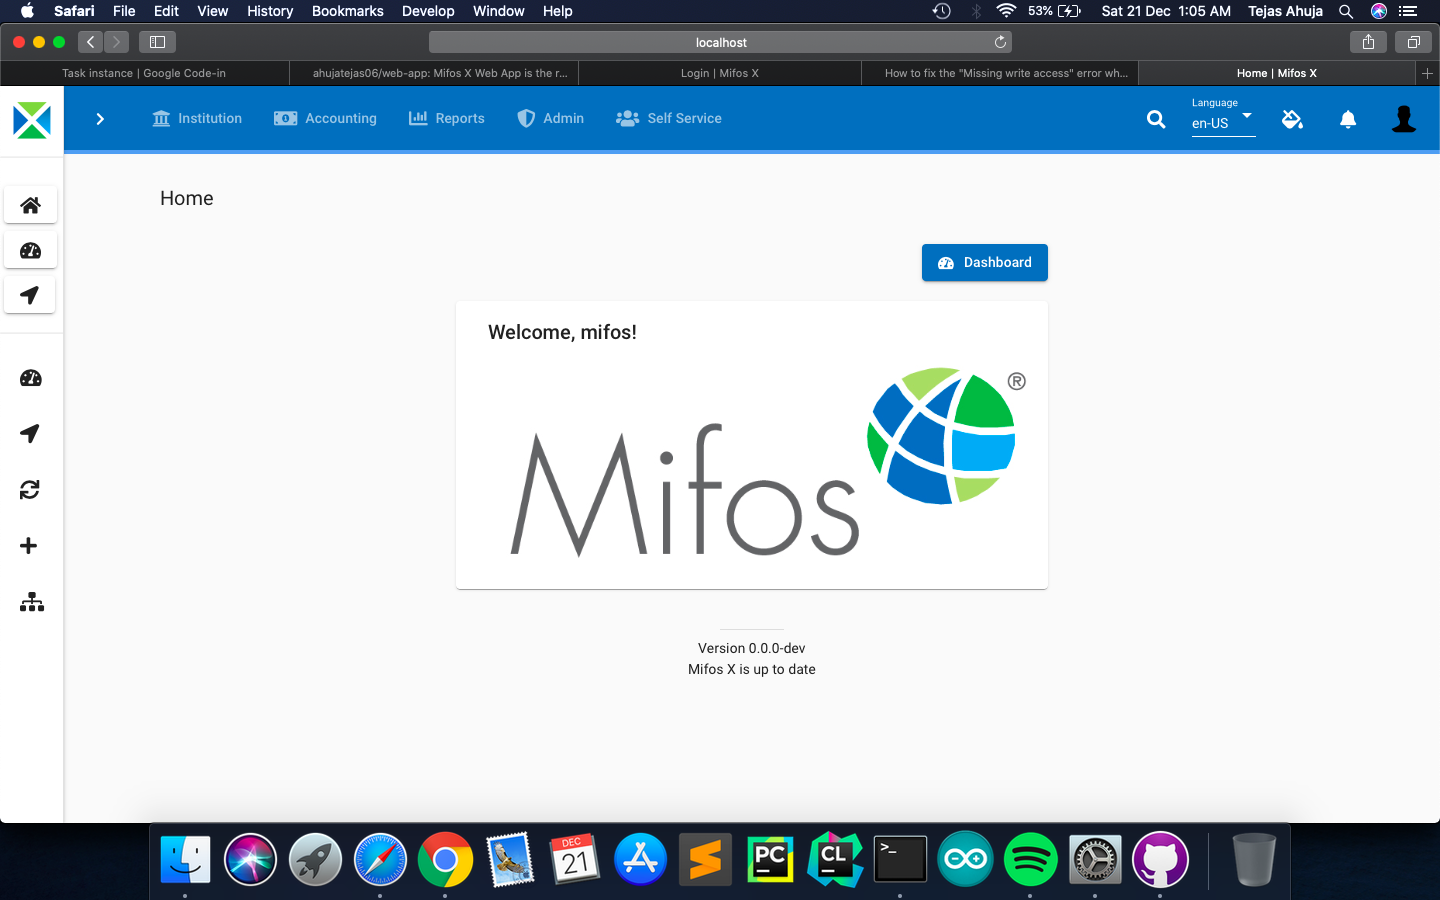 Safari File Edit View History Bookmarks Develop Window Help 53% Sat 21 Dec 1:05 AM Tejas Ahuja
localhost
Task instance | Google Code-in
ahujatejas06/web-app: Mifos X Web App is the r...
Login | Mifos X
How to fix the "Missing write access" error wh...
Home | Mifos X
Institution Accounting Reports Admin Self Service
Language
en-US
Home
Dashboard
Welcome, mifos!
Mifos ®
Version 0.0.0-dev
Mifos X is up to date
DEC
21
PC
CL
>_